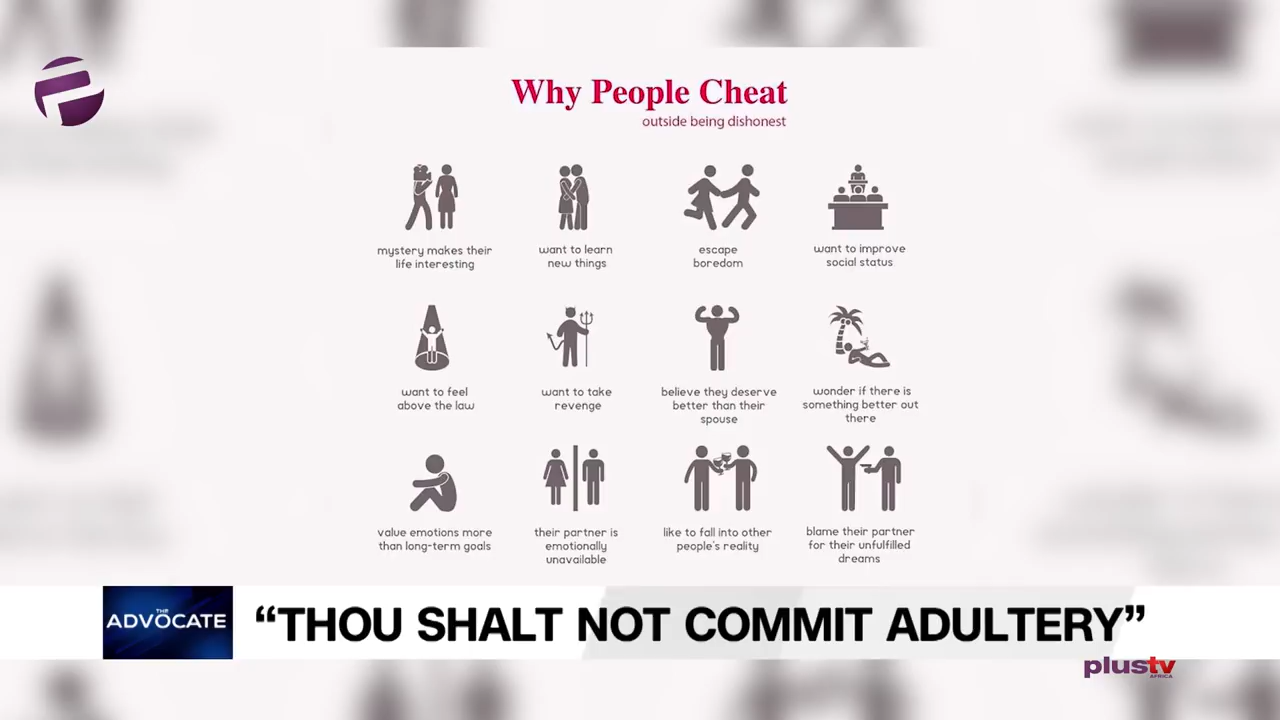 Why People Cheat
outside being dishonest
mystery makes their
life interesting
want to learn
new things
escape
boredom
want to improve
social status
want to feel
above the law
want to take
revenge
believe they deserve
better than their
spouse
wonder if there is
something better out
there
value emotions more
than long-term goals
their partner is
emotionally
unavailable
like to fall into other
people's reality
blame their partner
for their unfulfilled
dreams
THE
ADVOCATE
“THOU SHALT NOT COMMIT ADULTERY”
plustv
AFRICA